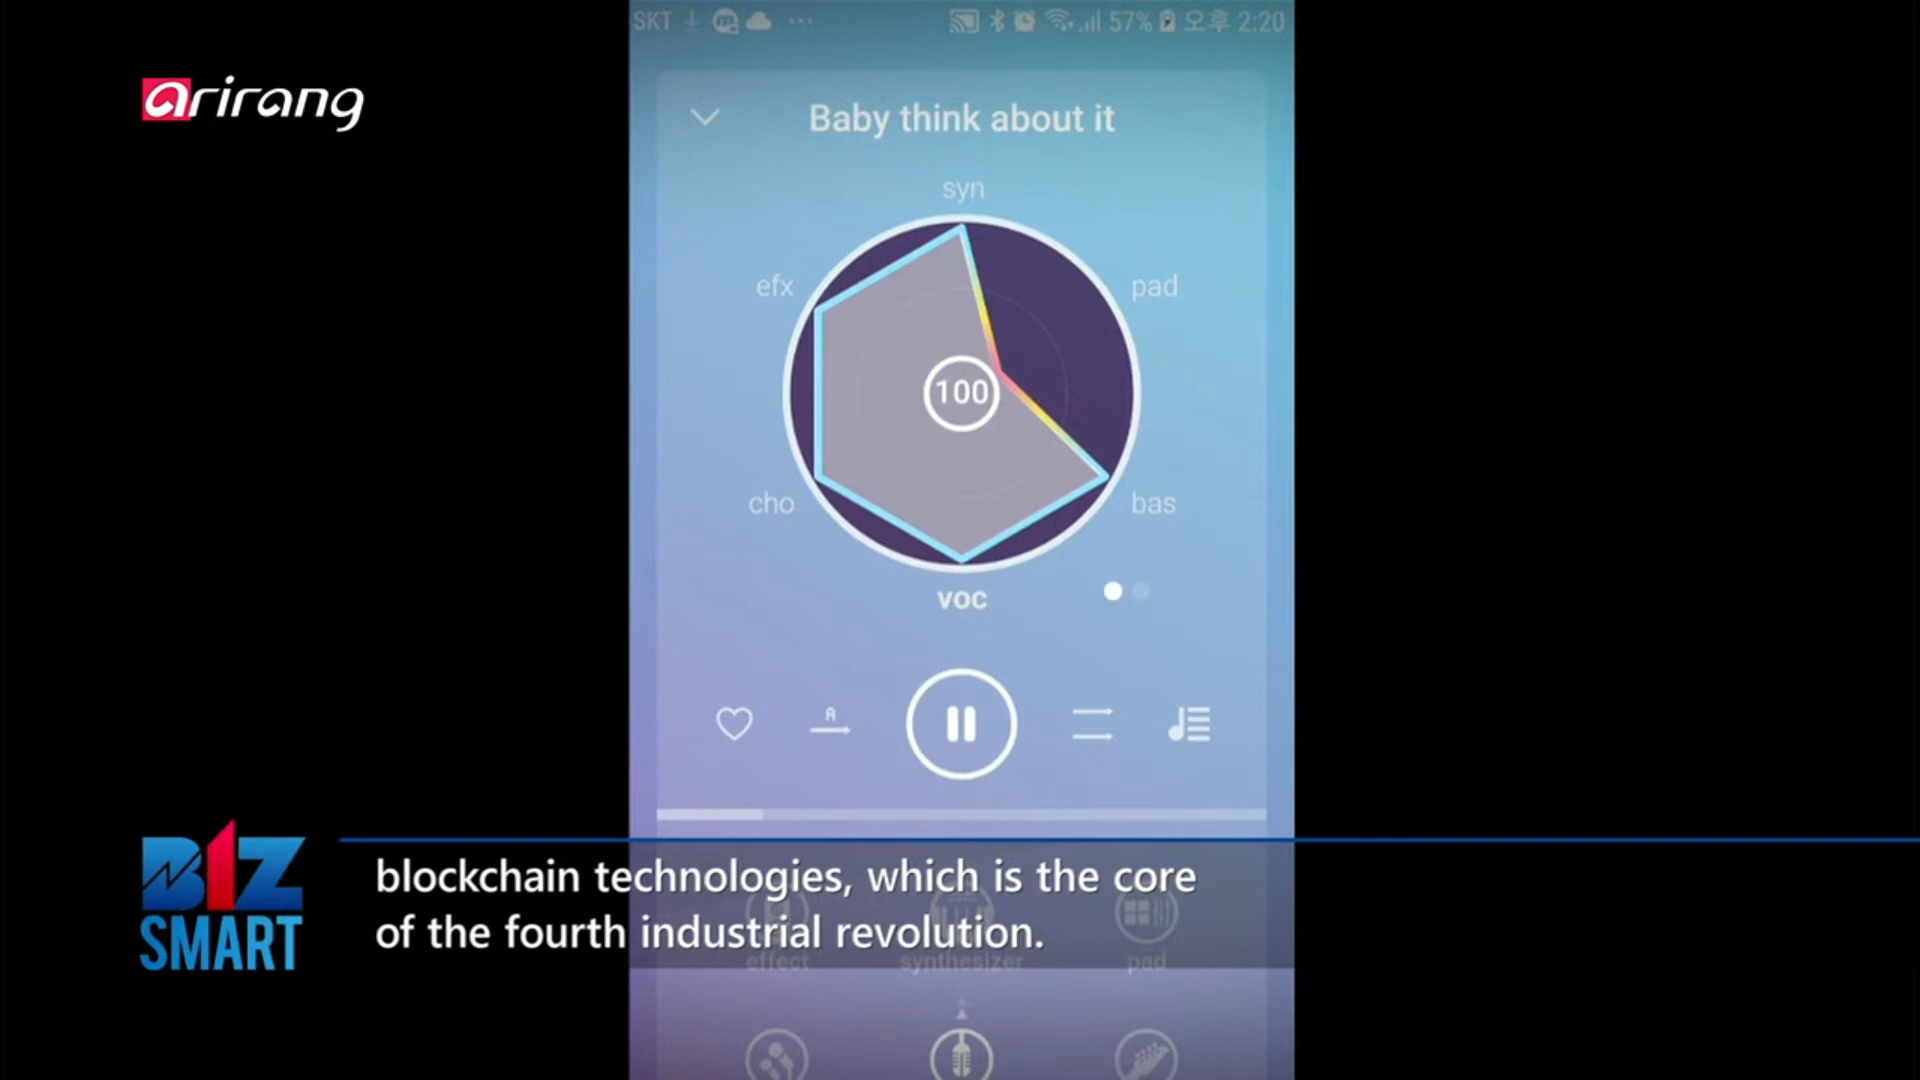 SKT 57% 오후 2:20
arirang
Baby think about it
syn
efx
pad
100
cho
bas
voc
A
BIZ
SMART
blockchain technologies, which is the core
of the fourth industrial revolution.
effect synthesizer pad